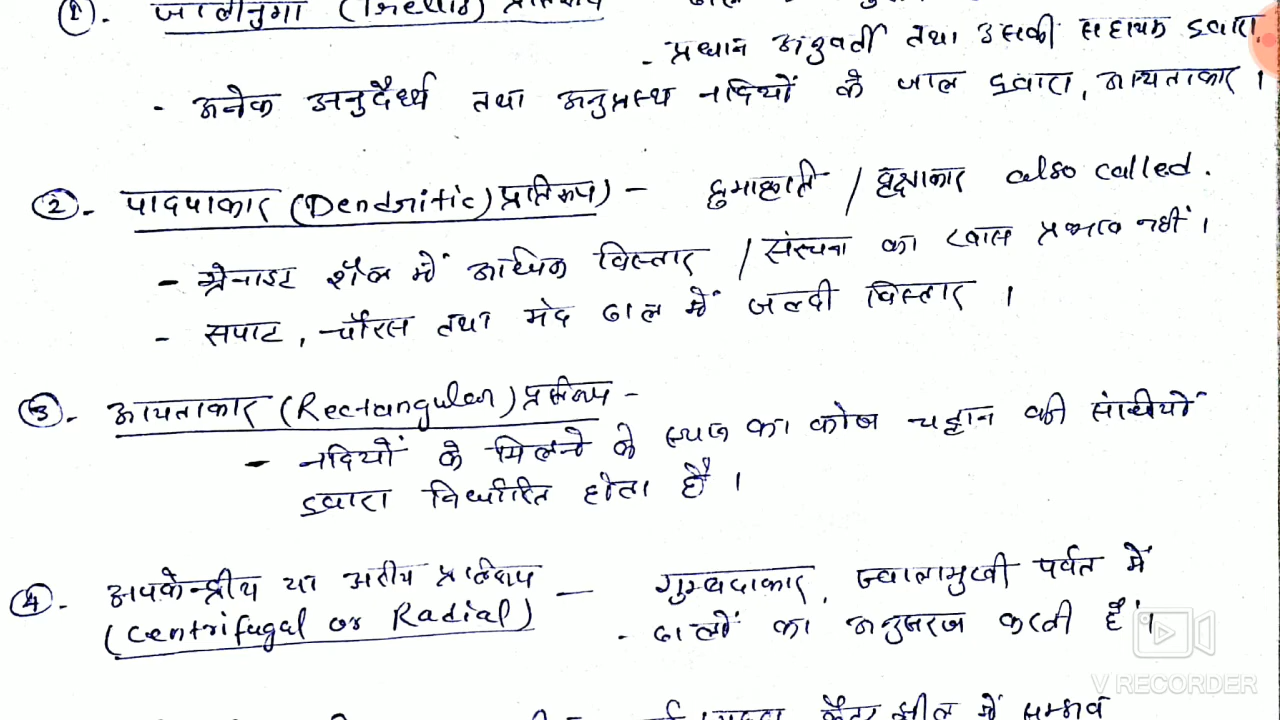 ①. जालीनुमा (Trellis) प्रतिरूप
- प्रधान अनुवर्ती तथा उसकी सहायक द्वारा
- अनेक अनुदैर्ध्य तथा अनुप्रस्थ नदियों के जाल द्वारा, आयताकार ।
②. पादपाकार (Dendritic) प्रतिरूप) - द्रुमाकृति / वृक्षाकार also called.
- ग्रेनाइट शैल में अधिक विस्तार / संरचना का खास प्रभाव नहीं ।
- सपाट, चौरस तथा मंद ढाल में जल्दी विस्तार ।
③. आयताकार (Rectangular) प्रतिरूप -
- नदियों के मिलने के स्थान का कोण चट्टान की संधियों
द्वारा निर्धारित होता है ।
④. अपकेन्द्रीय या अरीय प्रतिरूप — गुम्बदाकार, ज्वालामुखी पर्वत में
(Centrifugal or Radial) - ढालों का अनुसरण करती हैं ।
में सम्भव
V RECORDER